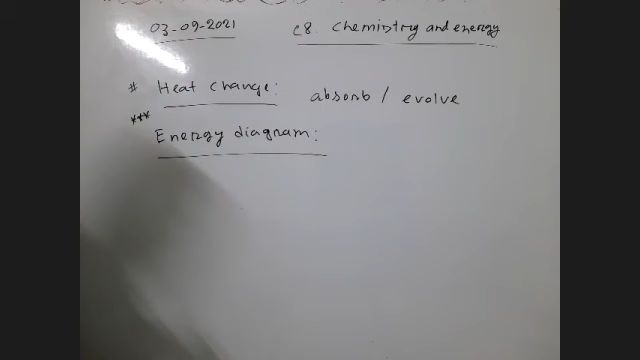 03-09-2021 C8. Chemistry and energy
# Heat change: absorb / evolve
*** Energy diagram: